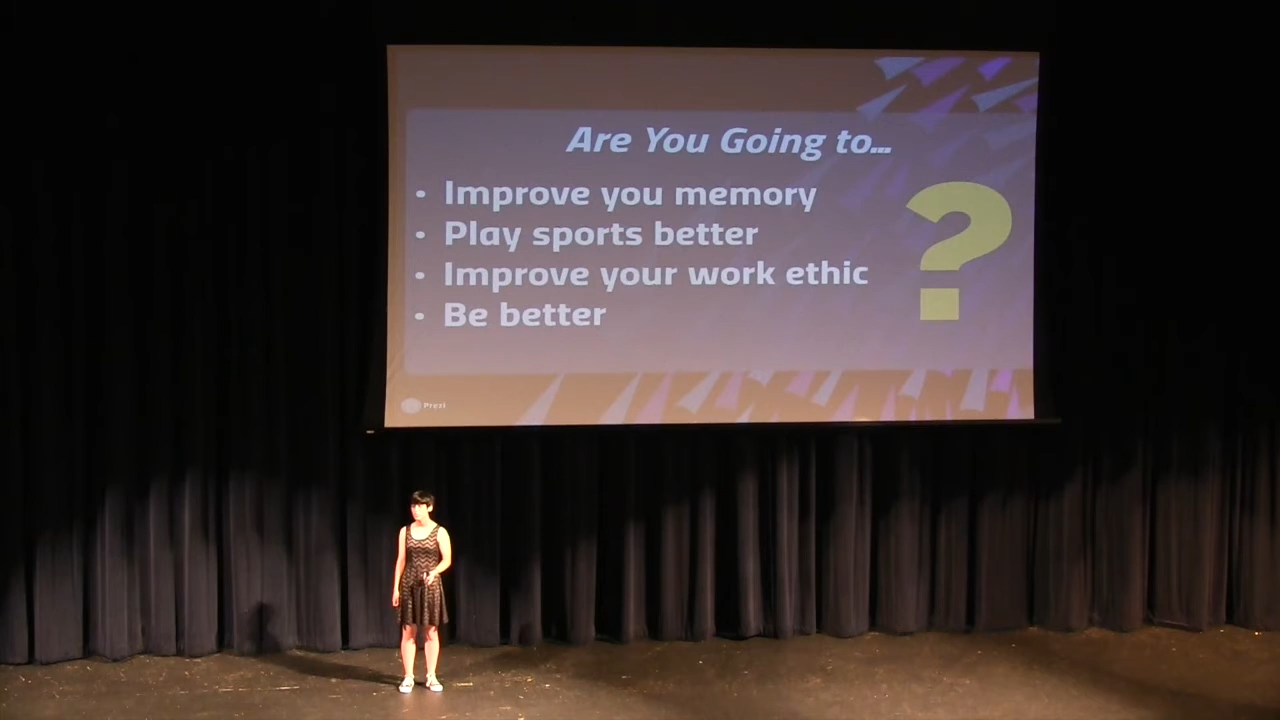 Are You Going to...
• Improve you memory
• Play sports better
• Improve your work ethic
• Be better
?
Prezi